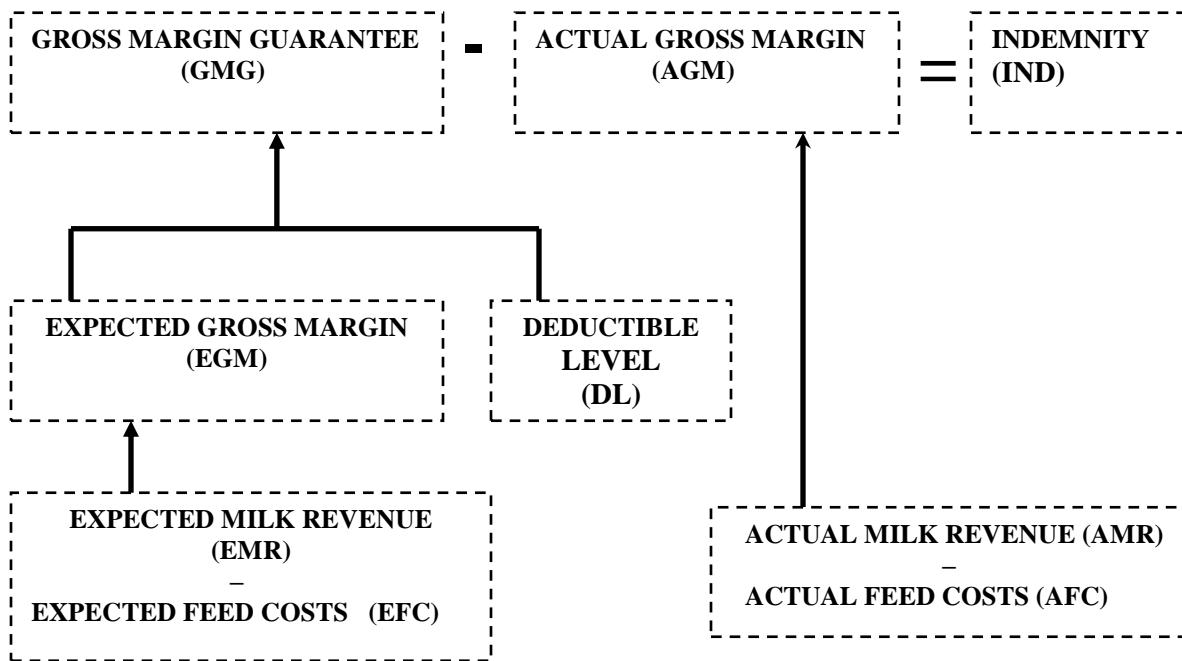 GROSS MARGIN GUARANTEE
(GMG)
-
ACTUAL GROSS MARGIN
(AGM)
=
INDEMNITY
(IND)
EXPECTED GROSS MARGIN
(EGM)
DEDUCTIBLE
LEVEL
(DL)
EXPECTED MILK REVENUE
(EMR)
–
EXPECTED FEED COSTS (EFC)
ACTUAL MILK REVENUE (AMR)
–
ACTUAL FEED COSTS (AFC)